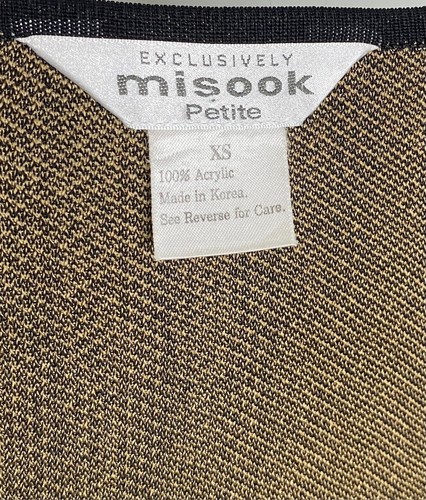 EXCLUSIVELY
misook
Petite
XS
100% Acrylic
Made in Korea.
See Reverse for Care.